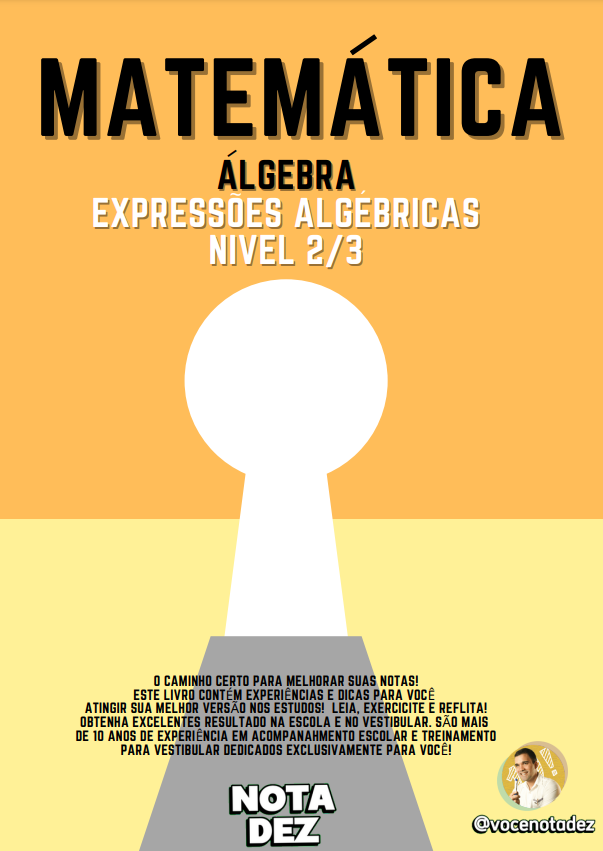 MATEMÁTICA
ÁLGEBRA
EXPRESSÕES ALGÉBRICAS
NIVEL 2/3
O CAMINHO CERTO PARA MELHORAR SUAS NOTAS!
ESTE LIVRO CONTÉM EXPERIÊNCIAS E DICAS PARA VOCÊ
ATINGIR SUA MELHOR VERSÃO NOS ESTUDOS! LEIA, EXERCICITE E REFLITA!
OBTENHA EXCELENTES RESULTADO NA ESCOLA E NO VESTIBULAR. SÃO MAIS
DE 10 ANOS DE EXPERIÊNCIA EM ACOMPANAHMENTO ESCOLAR E TREINAMENTO
PARA VESTIBULAR DEDICADOS EXCLUSIVAMENTE PARA VOCÊ!
NOTA
DEZ
@vocenotadez